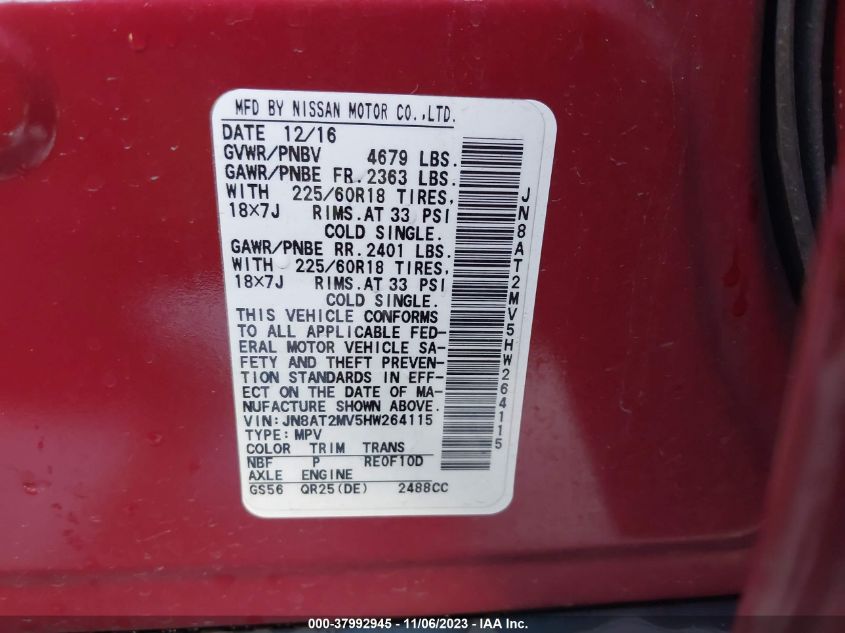 MFD BY NISSAN MOTOR CO.,LTD.
DATE 12/16
GVWR/PNBV 4679 LBS.
GAWR/PNBE FR. 2363 LBS.
WITH 225/60R18 TIRES,
18×7J RIMS. AT 33 PSI
COLD SINGLE.
GAWR/PNBE RR. 2401 LBS.
WITH 225/60R18 TIRES,
18×7J RIMS. AT 33 PSI
COLD SINGLE.
THIS VEHICLE CONFORMS
TO ALL APPLICABLE FED-
ERAL MOTOR VEHICLE SA-
FETY AND THEFT PREVEN-
TION STANDARDS IN EFF-
ECT ON THE DATE OF MA-
NUFACTURE SHOWN ABOVE.
VIN:JN8AT2MV5HW264115
TYPE:MPV
COLOR TRIM TRANS
NBF P RE0F10D
AXLE ENGINE
GS56 QR25(DE) 2488CC
JN8AT2MV5HW264115
000-37992945 - 11/06/2023 - IAAI.com